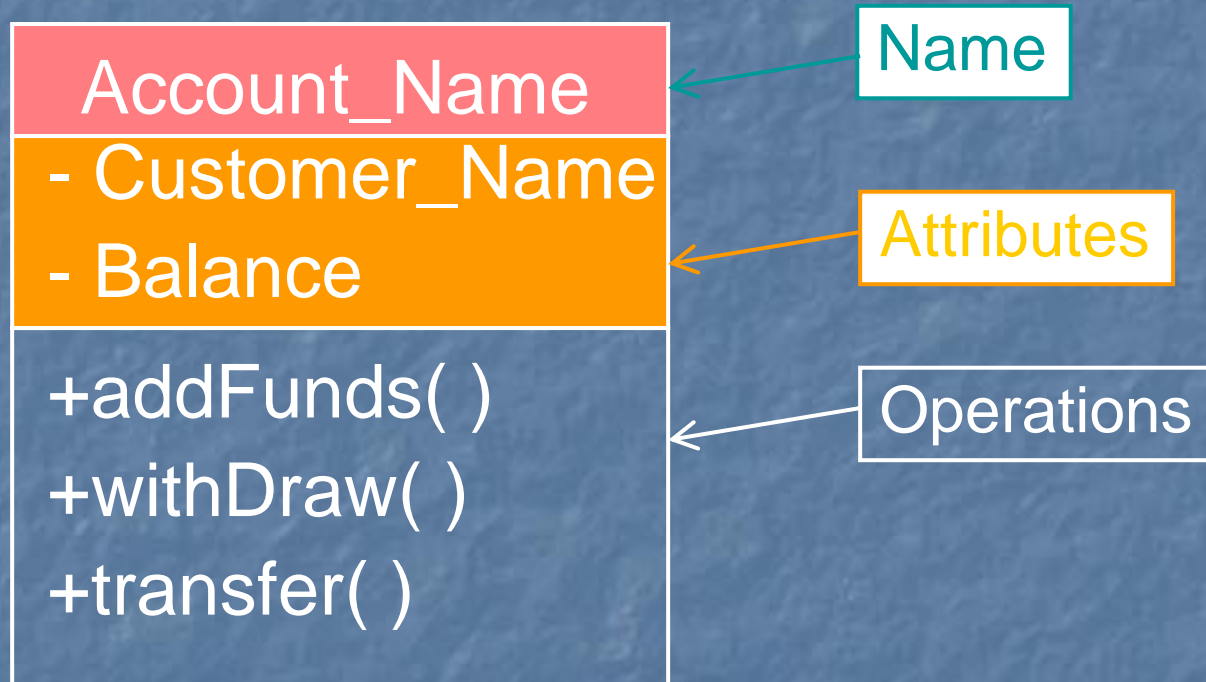 Account_Name
- Customer_Name
- Balance
+addFunds( )
+withDraw( )
+transfer( )
Name
Attributes
Operations